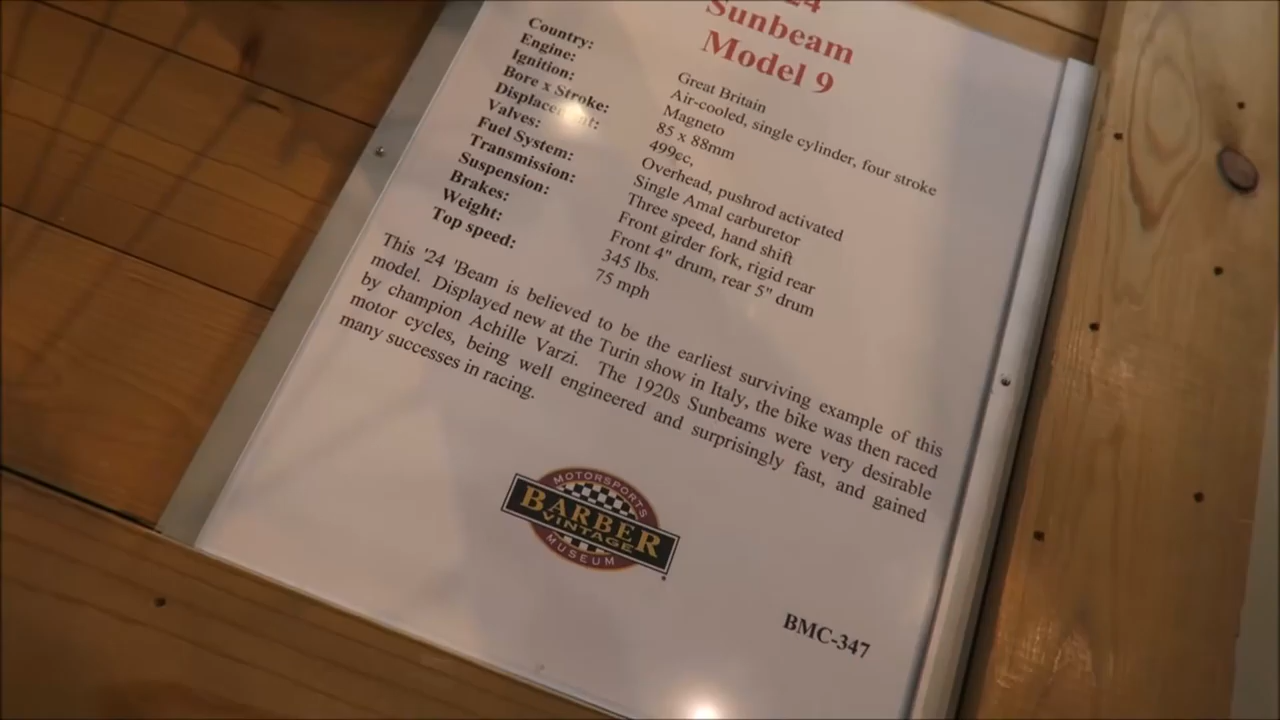 24
Sunbeam
Model 9
Country: Great Britain
Engine: Air-cooled, single cylinder, four stroke
Ignition: Magneto
Bore x Stroke: 85 x 88mm
Displacement: 499cc.
Valves: Overhead, pushrod activated
Fuel System: Single Amal carburetor
Transmission: Three speed, hand shift
Suspension: Front girder fork, rigid rear
Brakes: Front 4" drum, rear 5" drum
Weight: 345 lbs.
Top speed: 75 mph
This '24 'Beam is believed to be the earliest surviving example of this
model. Displayed new at the Turin show in Italy, the bike was then raced
by champion Achille Varzi. The 1920s Sunbeams were very desirable
motor cycles, being well engineered and surprisingly fast, and gained
many successes in racing.
MOTORSPORTS
BARBER
VINTAGE
MUSEUM
BMC-347